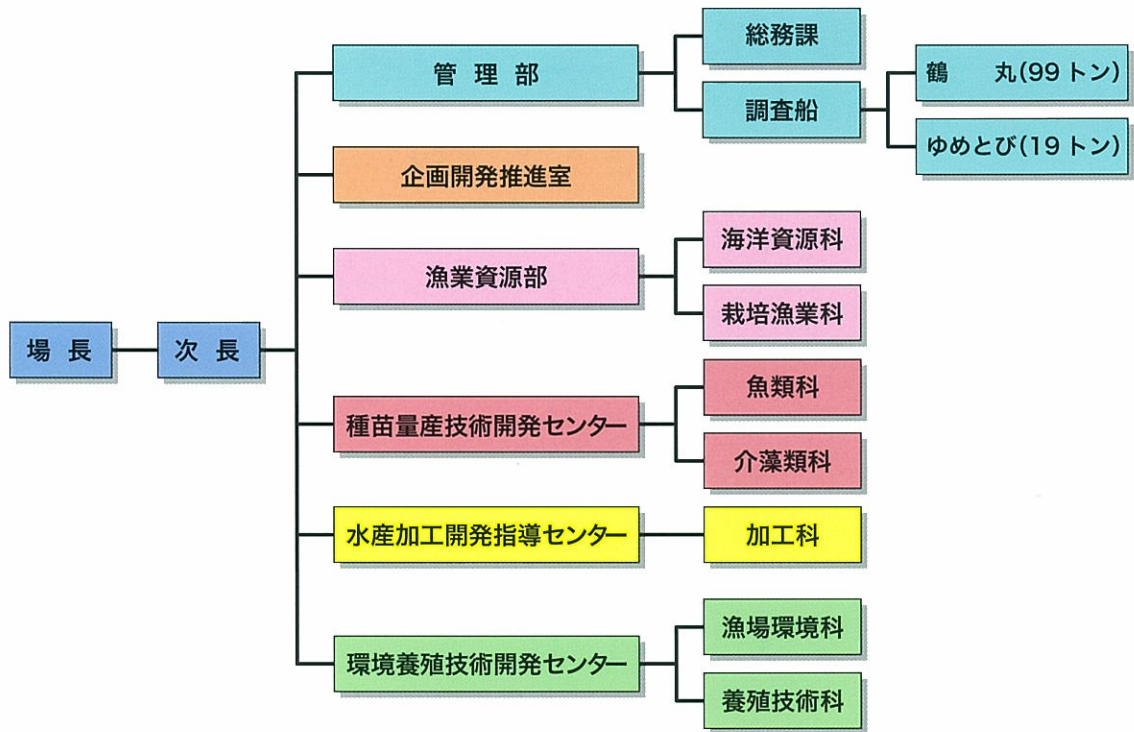 場 長
次 長
管 理 部
総務課
調査船
鶴　　丸(99トン)
ゆめとび(19トン)
企画開発推進室
漁業資源部
海洋資源科
栽培漁業科
種苗量産技術開発センター
魚類科
介藻類科
水産加工開発指導センター
加工科
環境養殖技術開発センター
漁場環境科
養殖技術科